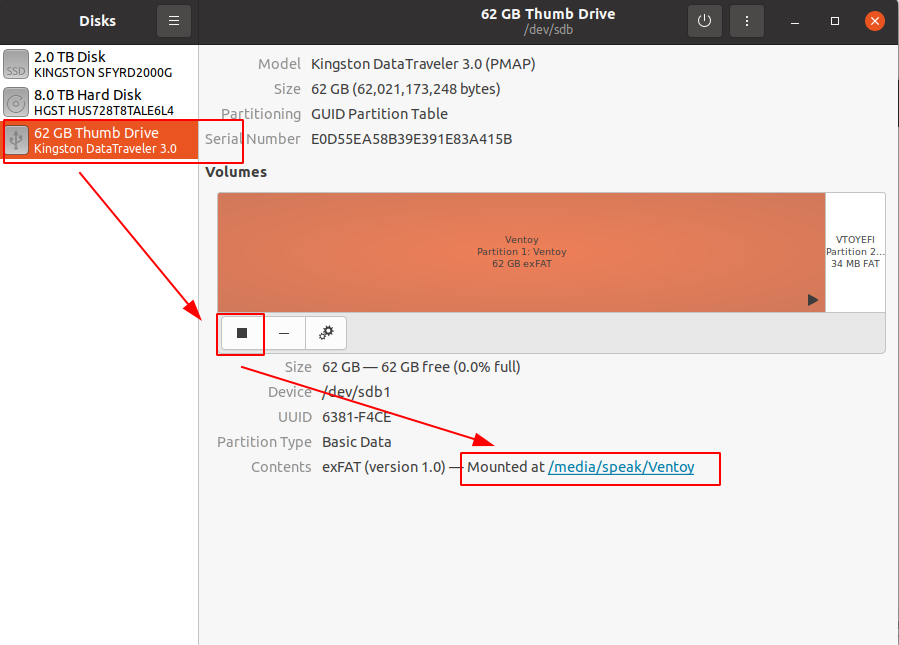 Disks
62 GB Thumb Drive
/dev/sdb
SSD
2.0 TB Disk
KINGSTON SFYRD2000G
8.0 TB Hard Disk
HGST HUS728T8TALE6L4
62 GB Thumb Drive
Kingston DataTraveler 3.0
Model Kingston DataTraveler 3.0 (PMAP)
Size 62 GB (62,021,173,248 bytes)
Partitioning GUID Partition Table
Serial Number E0D55EA58B39E391E83A415B
Volumes
Ventoy
Partition 1: Ventoy
62 GB exFAT
VTOYEFI
Partition 2...
34 MB FAT
Size 62 GB — 62 GB free (0.0% full)
Device /dev/sdb1
UUID 6381-F4CE
Partition Type Basic Data
Contents exFAT (version 1.0) — Mounted at /media/speak/Ventoy